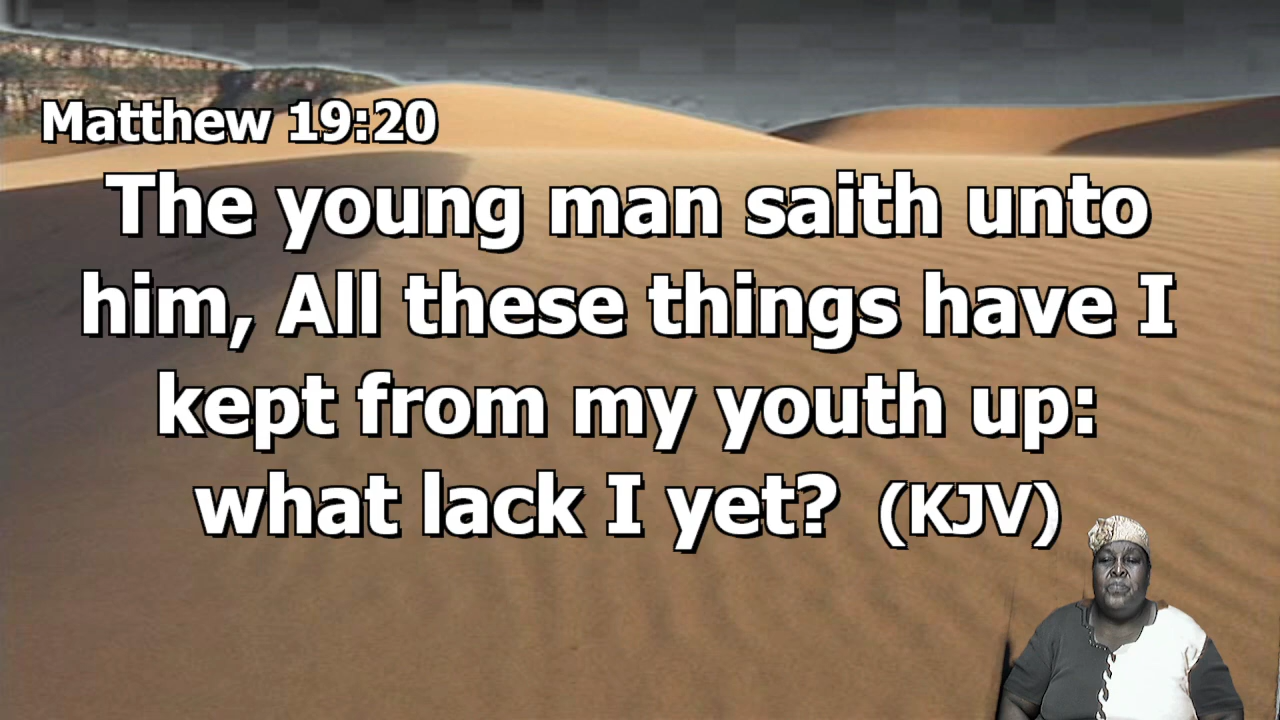 Matthew 19:20
The young man saith unto
him, All these things have I
kept from my youth up:
what lack I yet? (KJV)